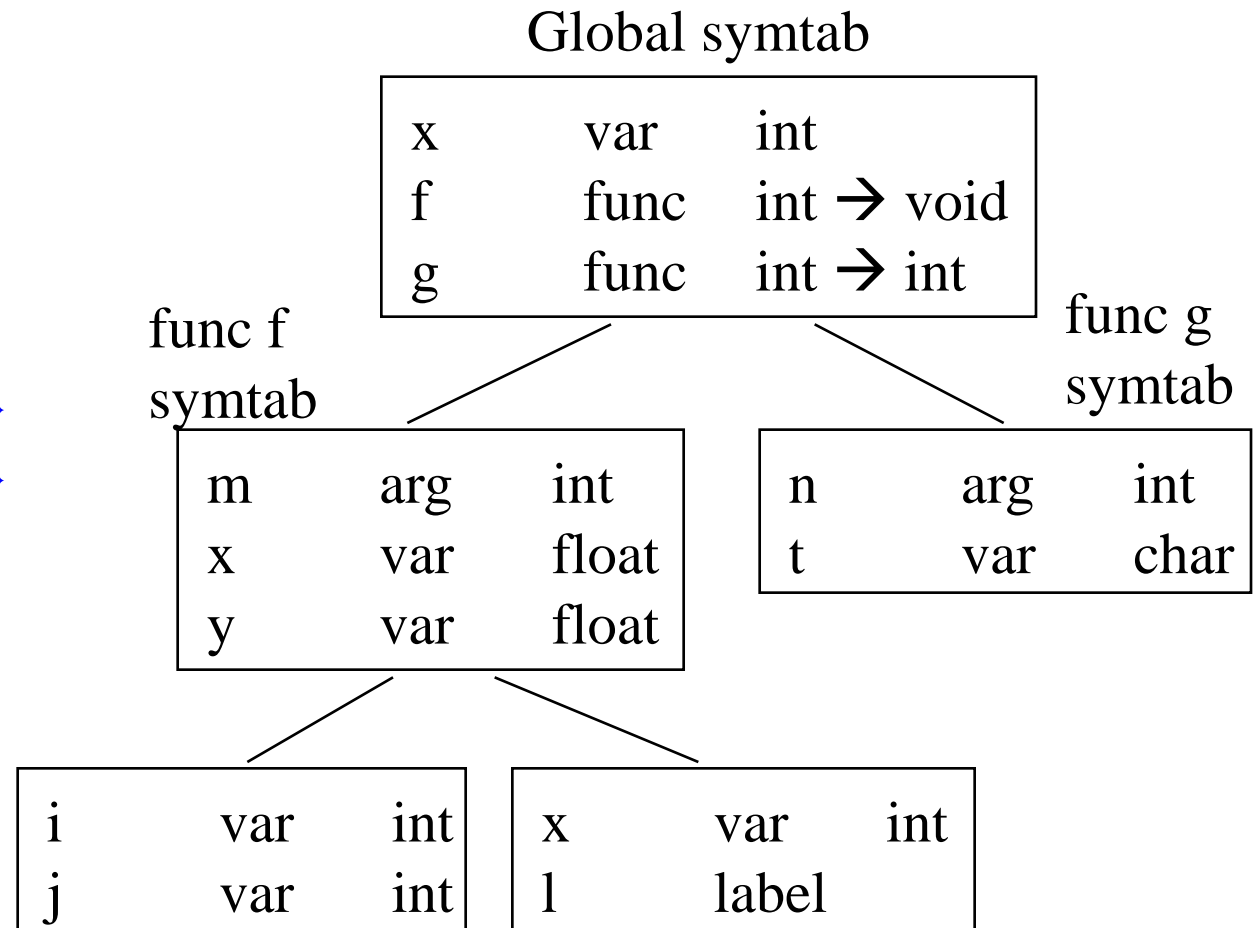 Global symtab
x var int
f func int → void
g func int → int
func f
symtab
func g
symtab
m arg int
x var float
y var float
n arg int
t var char
i var int
j var int
x var int
l label